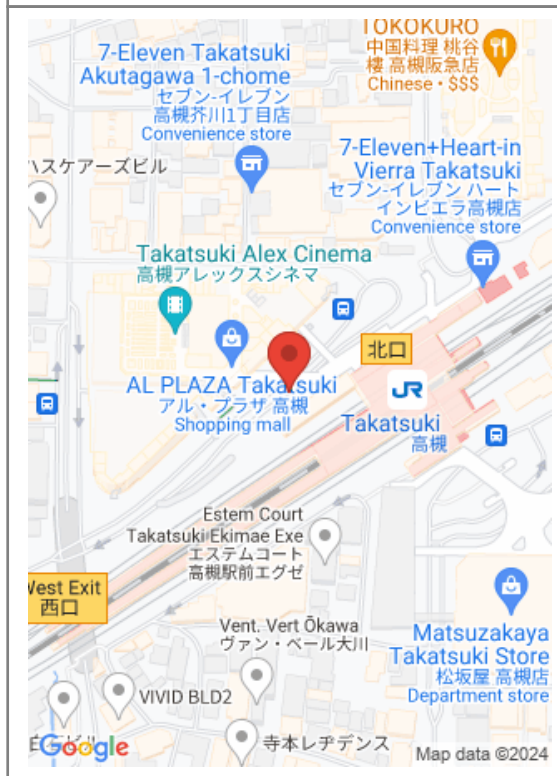 TOKOKURO
中国料理 桃谷
樓 高槻阪急店
Chinese • $$$
7-Eleven Takatsuki
Akutagawa 1-chome
セブン-イレブン
高槻芥川1丁目店
Convenience store
7-Eleven+Heart-in
Vierra Takatsuki
セブン-イレブン ハート
インビエラ高槻店
Convenience store
ハスケアーズビル
Takatsuki Alex Cinema
高槻アレックスシネマ
北口
AL PLAZA Takatsuki
アル・プラザ 高槻
Shopping mall
JR
Takatsuki
高槻
Estem Court
Takatsuki Ekimae Exe
エステムコート
高槻駅前エグゼ
West Exit
西口
Vent. Vert Ōkawa
ヴァン・ベール大川
Matsuzakaya
Takatsuki Store
松坂屋 高槻店
Department store
VIVID BLD2
寺本レヂデンス
Google
Map data ©2024